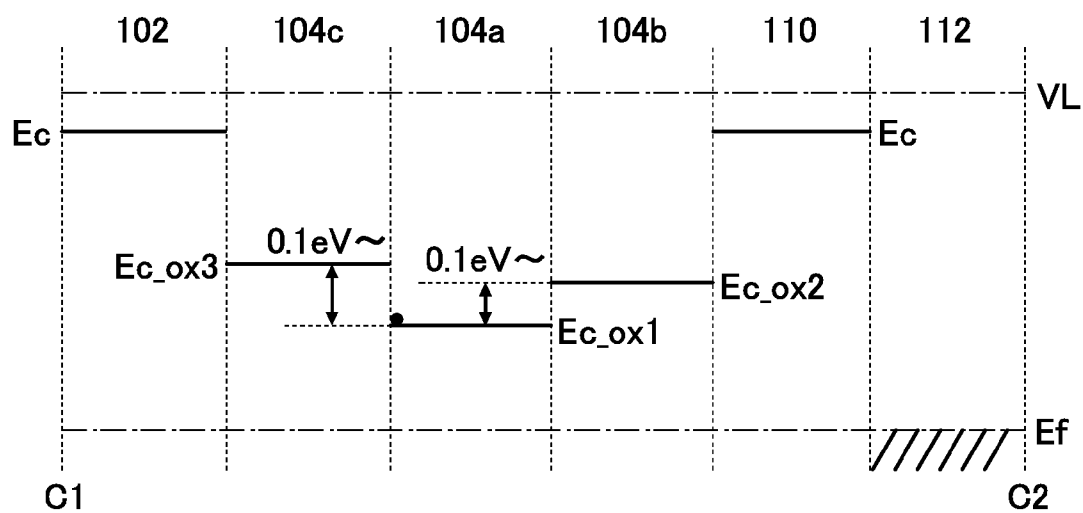 102 104c 104a 104b 110 112
VL
Ec Ec
0.1eV～
0.1eV～
Ec_ox3
Ec_ox2
Ec_ox1
Ef
C1 C2